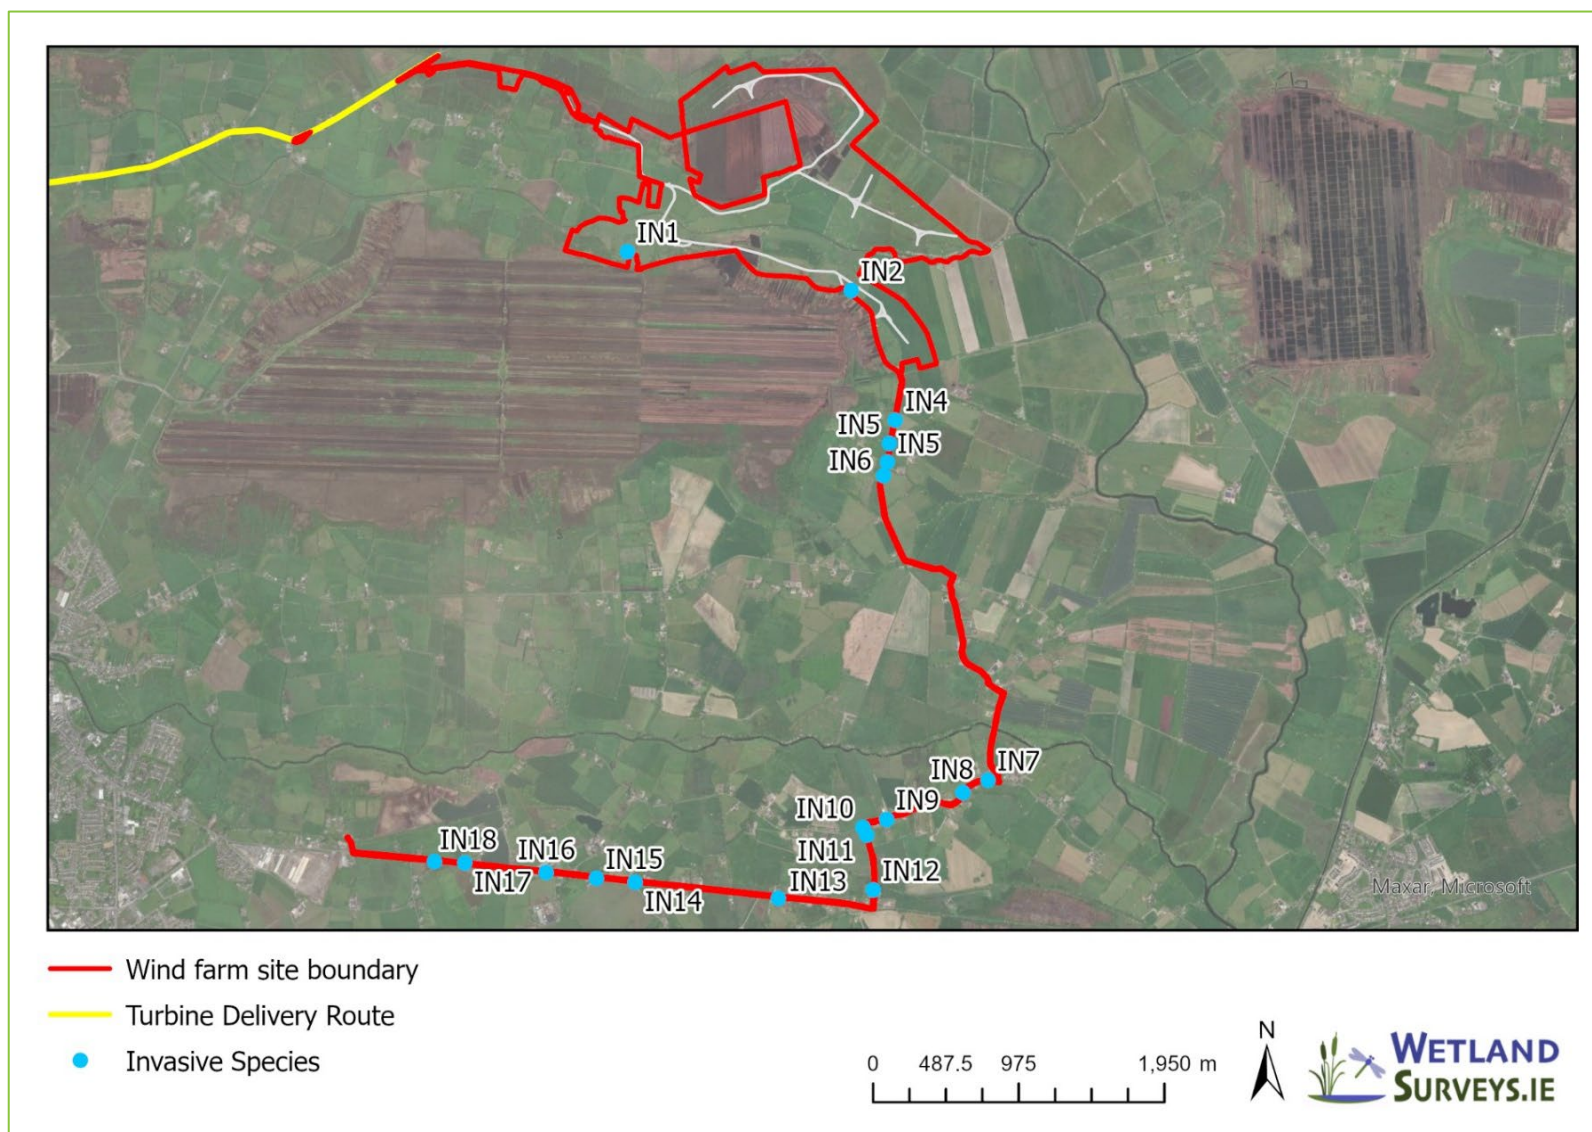 IN1
IN2
IN4
IN5
IN5
IN6
IN7
IN8
IN9
IN10
IN11
IN12
IN18
IN16
IN15
IN13
IN17
IN14
Maxar, Microsoft
Wind farm site boundary
Turbine Delivery Route
Invasive Species
0 487.5 975 1,950 m
N
WETLAND
SURVEYS.IE